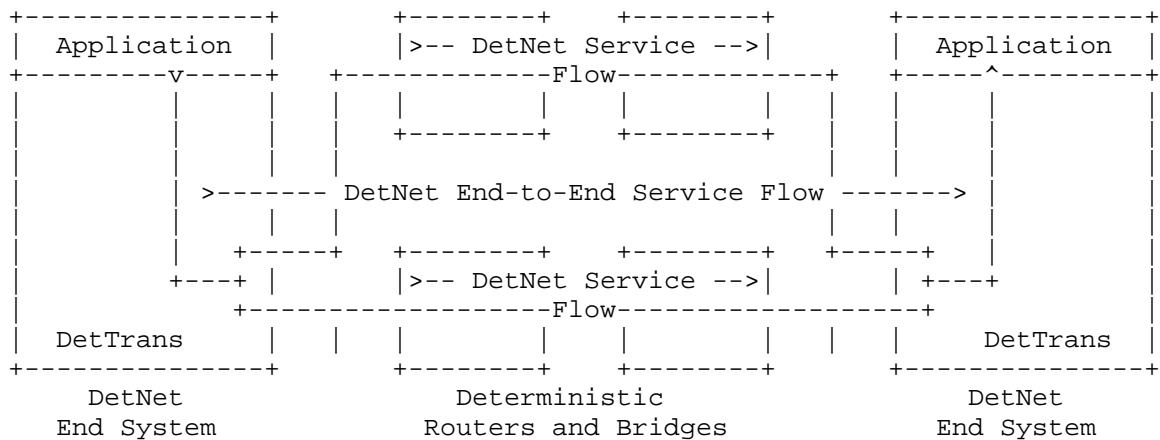 Application |>-- DetNet Service -->| Application
Flow
>------- DetNet End-to-End Service Flow ------->
|>-- DetNet Service -->|
Flow
DetTrans DetTrans
DetNet Deterministic DetNet
End System Routers and Bridges End System